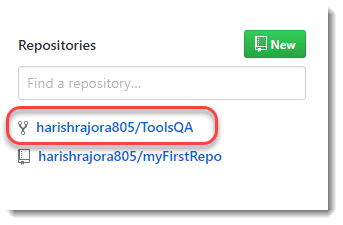 Repositories
New
Find a repository...
harishrajora805/ToolsQA
harishrajora805/myFirstRepo